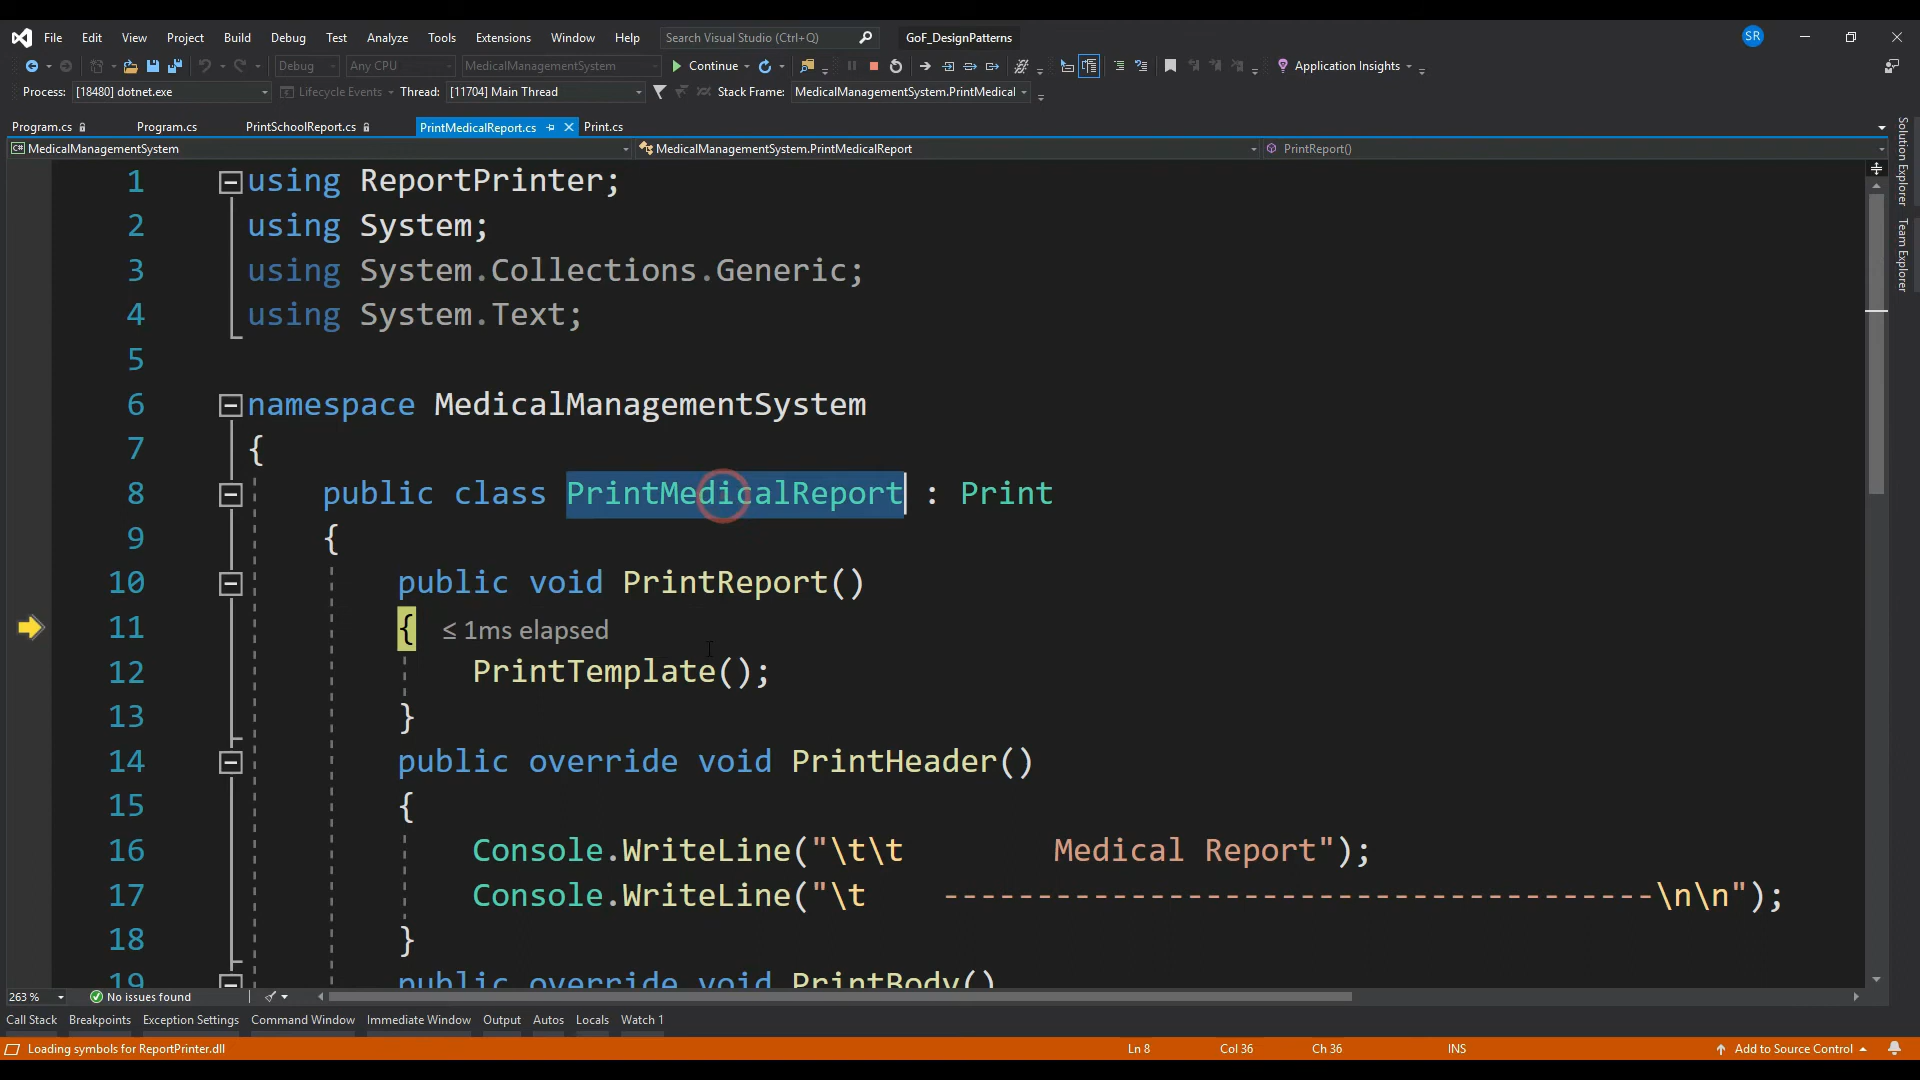 File Edit View Project Build Debug Test Analyze Tools Extensions Window Help Search Visual Studio (Ctrl+Q) GoF_DesignPatterns SR
Debug Any CPU MedicalManagementSystem Continue Application Insights
Process: [18480] dotnet.exe Lifecycle Events Thread: [11704] Main Thread Stack Frame: MedicalManagementSystem.PrintMedical
Program.cs Program.cs PrintSchoolReport.cs PrintMedicalReport.cs Print.cs
MedicalManagementSystem MedicalManagementSystem.PrintMedicalReport PrintReport()
1 using ReportPrinter;
2 using System;
3 using System.Collections.Generic;
4 using System.Text;
5
6 namespace MedicalManagementSystem
7 {
8 public class PrintMedicalReport : Print
9 {
10 public void PrintReport()
11 { ≤ 1ms elapsed
12 PrintTemplate();
13 }
14 public override void PrintHeader()
15 {
16 Console.WriteLine("\t\t        Medical Report");
17 Console.WriteLine("\t    --------------------------------------\n\n");
18 }
19 public override void PrintBody()
Solution Explorer
Team Explorer
263 % No issues found
Call Stack Breakpoints Exception Settings Command Window Immediate Window Output Autos Locals Watch 1
Loading symbols for ReportPrinter.dll Ln 8 Col 36 Ch 36 INS Add to Source Control